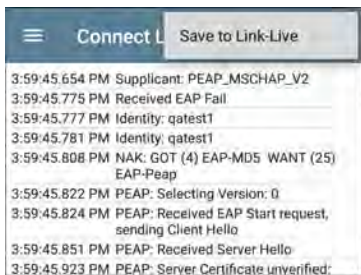 Connect L
Save to Link-Live
3:59:45.654 PM Supplicant: PEAP_MSCHAP_V2
3:59:45.775 PM Received EAP Fail
3:59:45.777 PM Identity: qatest1
3:59:45.781 PM Identity: qatest1
3:59:45.808 PM NAK: GOT (4) EAP-MD5 WANT (25)
EAP-Peap
3:59:45.822 PM PEAP: Selecting Version: 0
3:59:45.824 PM PEAP: Received EAP Start request,
sending Client Hello
3:59:45.851 PM PEAP: Received Server Hello
3:59:45.923 PM PEAP: Server Certificate unverified: